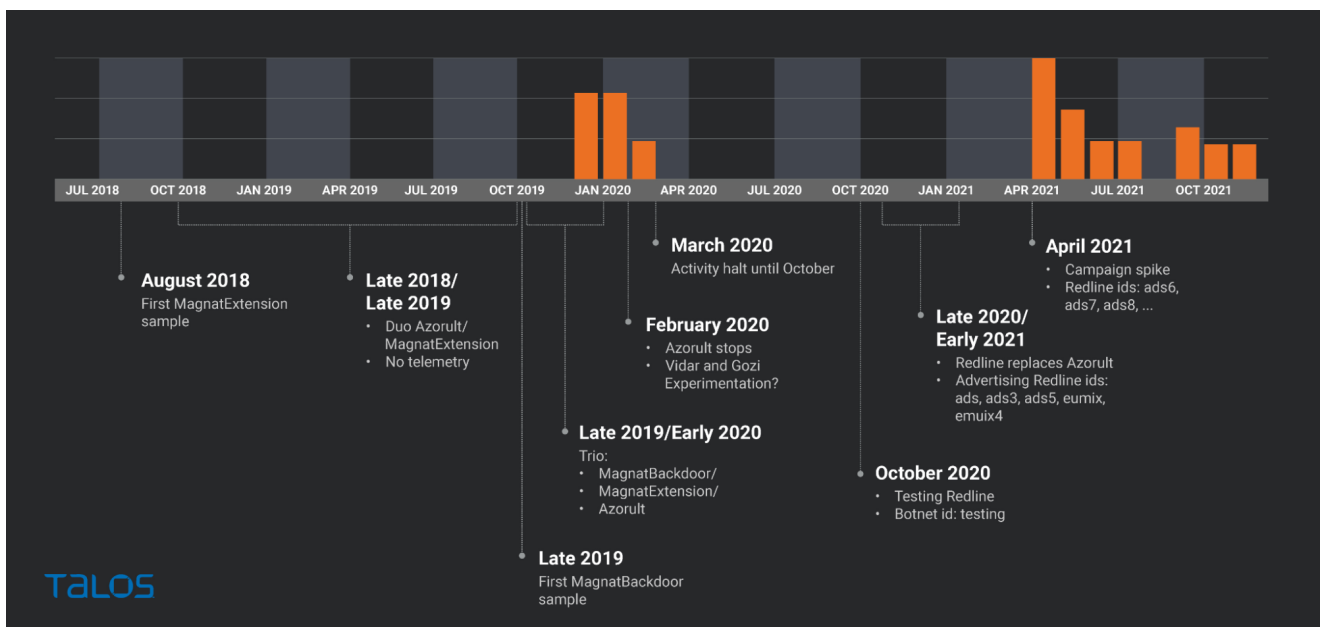 JUL 2018 OCT 2018 JAN 2019 APR 2019 JUL 2019 OCT 2019 JAN 2020 APR 2020 JUL 2020 OCT 2020 JAN 2021 APR 2021 JUL 2021 OCT 2021
August 2018
First MagnatExtension
sample
Late 2018/
Late 2019
• Duo Azorult/
MagnatExtension
• No telemetry
Late 2019
First MagnatBackdoor
sample
Late 2019/Early 2020
Trio:
• MagnatBackdoor/
• MagnatExtension/
• Azorult
February 2020
• Azorult stops
• Vidar and Gozi
Experimentation?
March 2020
Activity halt until October
October 2020
• Testing Redline
• Botnet id: testing
Late 2020/
Early 2021
• Redline replaces Azorult
• Advertising Redline ids:
ads, ads3, ads5, eumix,
emuix4
April 2021
• Campaign spike
• Redline ids: ads6,
ads7, ads8, ...
TALOS